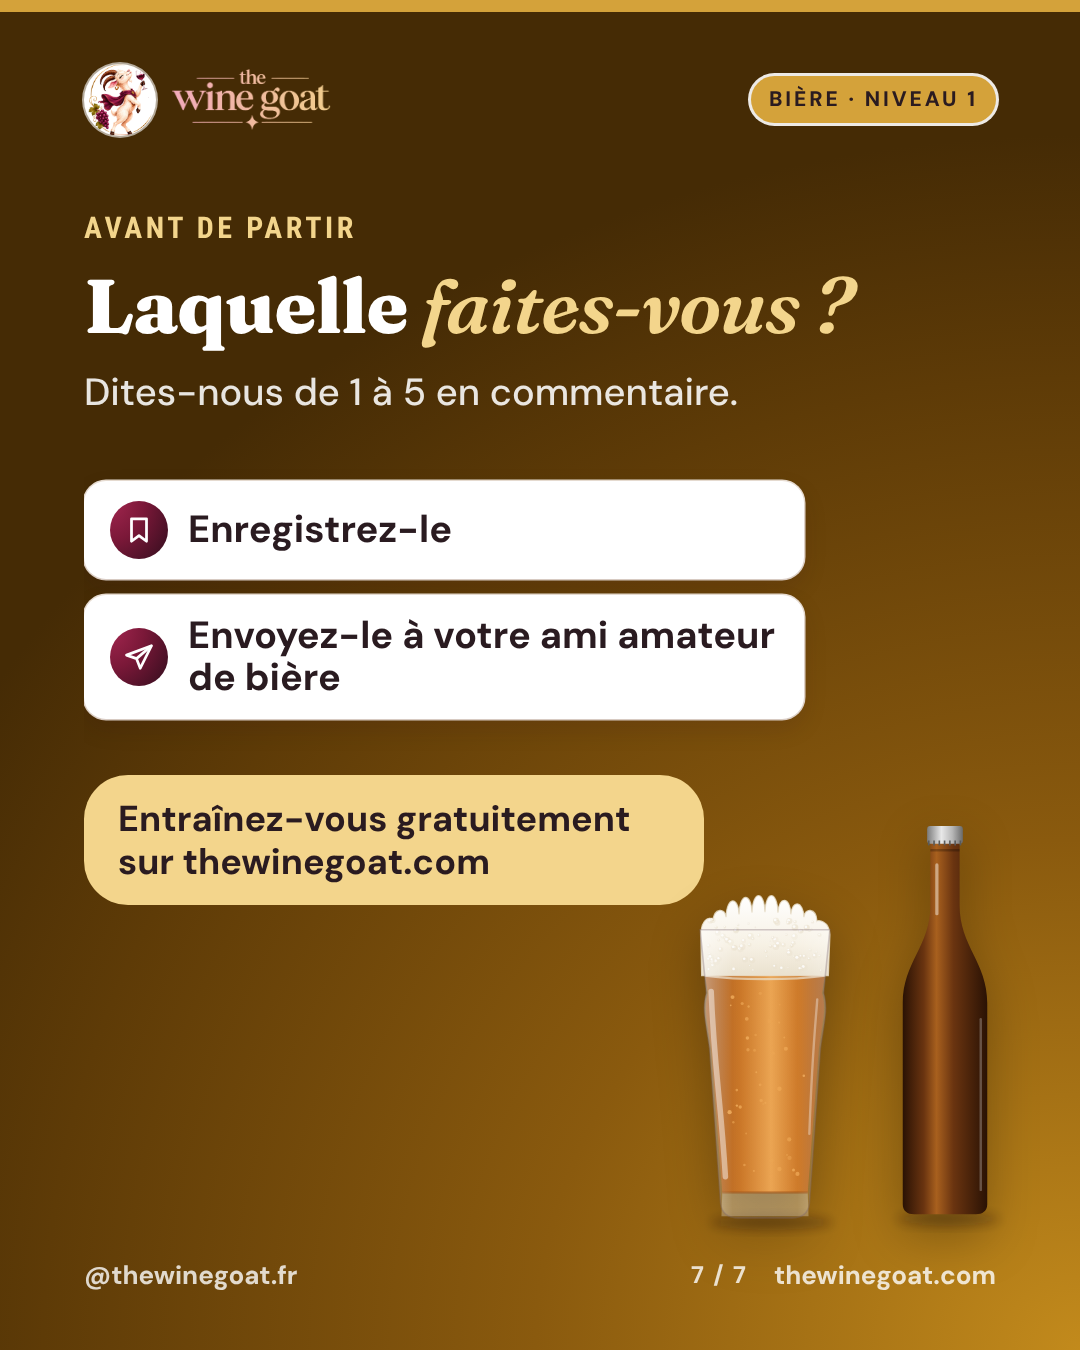 the
wine goat
BIÈRE · NIVEAU 1
AVANT DE PARTIR
Laquelle faites-vous ?
Dites-nous de 1 à 5 en commentaire.
Enregistrez-le
Envoyez-le à votre ami amateur
de bière
Entraînez-vous gratuitement
sur thewinegoat.com
@thewinegoat.fr
7 / 7
thewinegoat.com